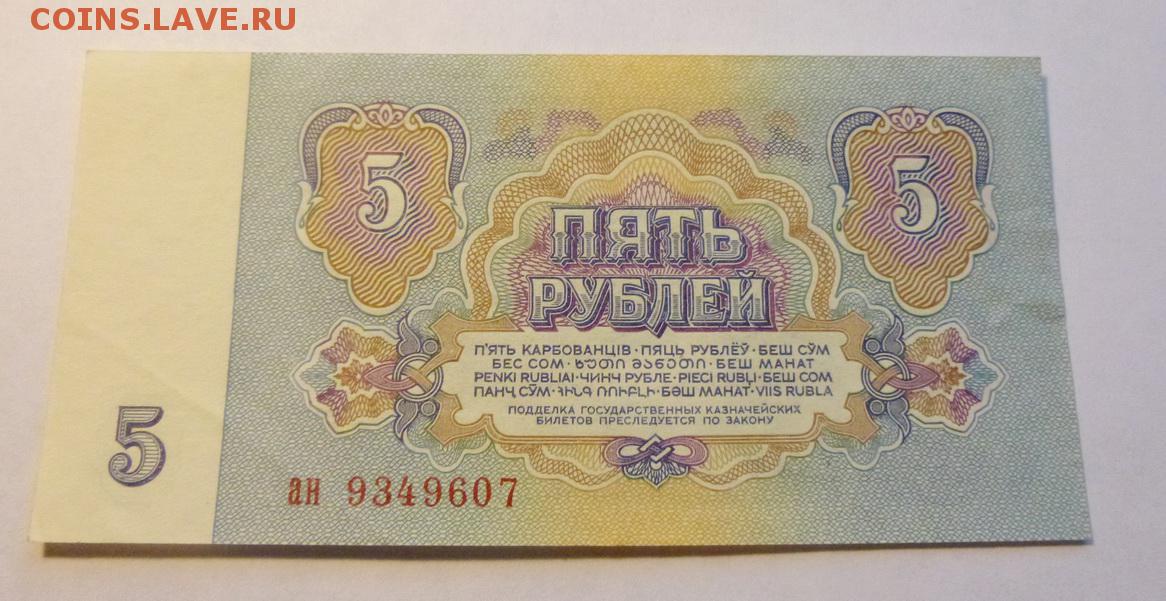 COINS.LAVE.RU
5 5
ПЯТЬ
РУБЛЕЙ
П'ЯТЬ КАРБОВАНЦІВ · ПЯЦЬ РУБЛЁЎ · БЕШ СЎМ
БЕС СОМ · ხუთი მანეთი · БЕШ МАНАТ
PENKI RUBLIAI · ЧИНЧ РУБЛЕ · PIECI RUBĻI · БЕШ СОМ
ПАНҶ СЎМ · ՀԻՆԳ ՌՈՒԲԼԻ · БӘШ МАНАТ · VIIS RUBLA
ПОДДЕЛКА ГОСУДАРСТВЕННЫХ КАЗНАЧЕЙСКИХ
БИЛЕТОВ ПРЕСЛЕДУЕТСЯ ПО ЗАКОНУ
5
ан 9349607